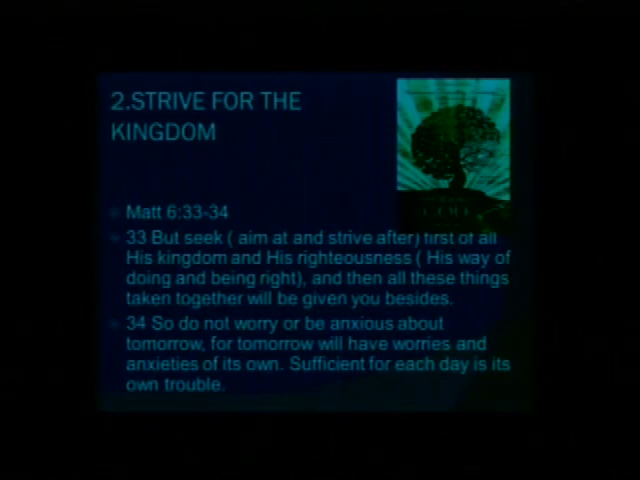 2.STRIVE FOR THE
KINGDOM
Matt 6:33-34
33 But seek ( aim at and strive after) first of all
His kingdom and His righteousness ( His way of
doing and being right), and then all these things
taken together will be given you besides.
34 So do not worry or be anxious about
tomorrow, for tomorrow will have worries and
anxieties of its own. Sufficient for each day is its
own trouble.